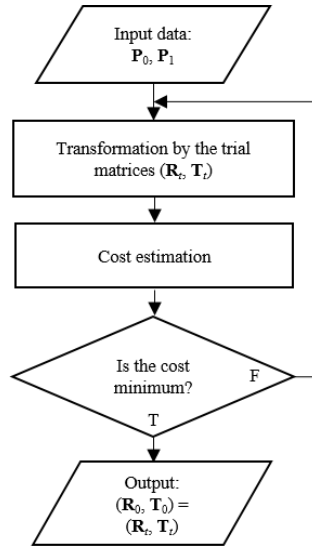 Input data:
P₀, P₁
Transformation by the trial
matrices (Rₜ, Tₜ)
Cost estimation
Is the cost
minimum?
F
T
Output:
(R₀, T₀) =
(Rₜ, Tₜ)